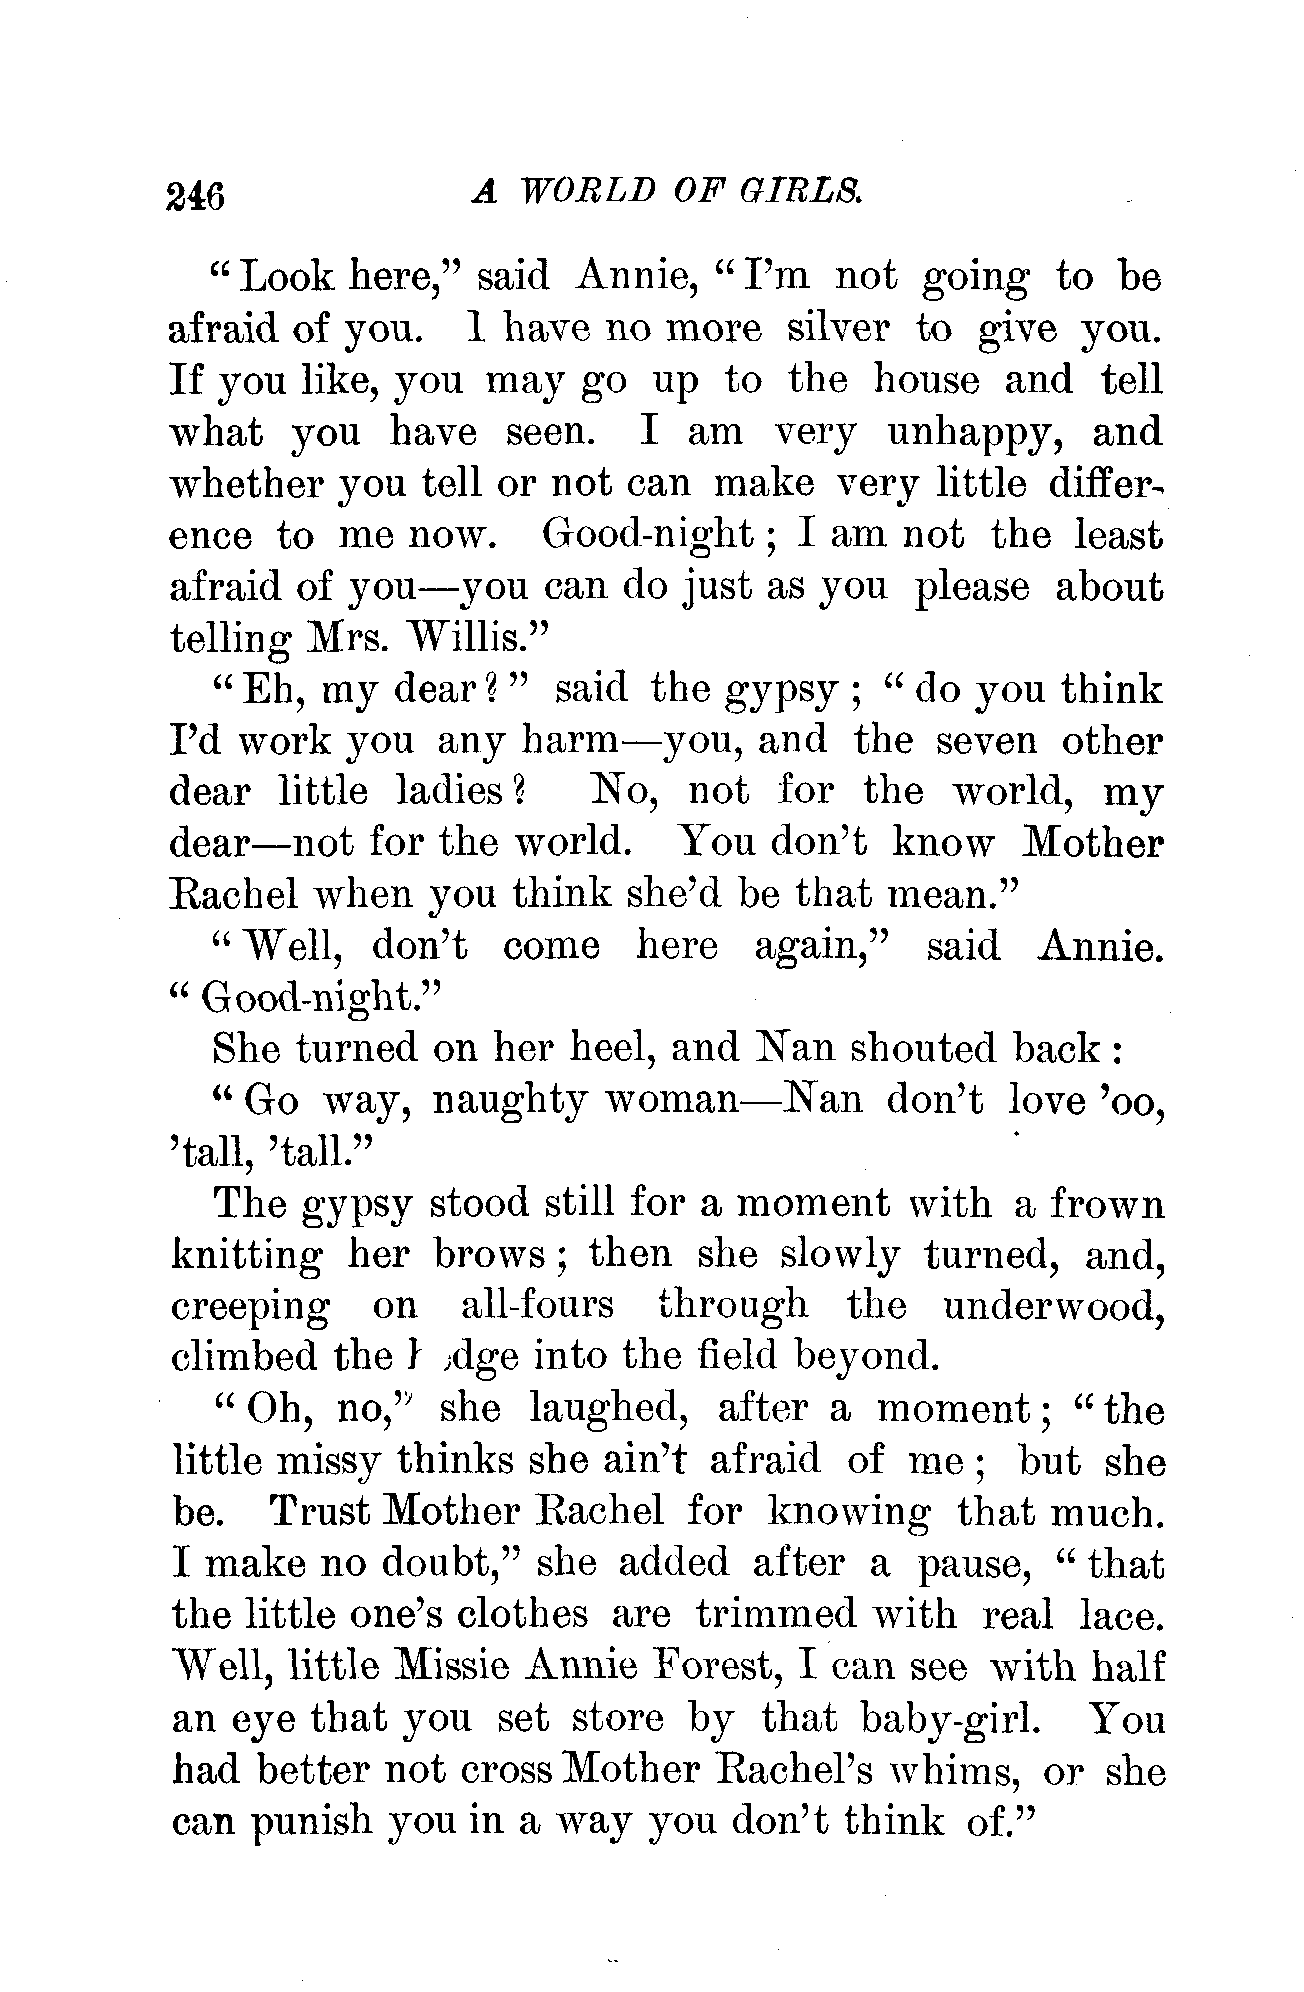 246 A WORLD OF GIRLS.
“Look here,” said Annie, “I’m not going to be
afraid of you. I have no more silver to give you.
If you like, you may go up to the house and tell
what you have seen. I am very unhappy, and
whether you tell or not can make very little differ-
ence to me now. Good-night; I am not the least
afraid of you—you can do just as you please about
telling Mrs. Willis.”
“Eh, my dear?” said the gypsy; “do you think
I’d work you any harm—you, and the seven other
dear little ladies? No, not for the world, my
dear—not for the world. You don’t know Mother
Rachel when you think she’d be that mean.”
“Well, don’t come here again,” said Annie.
“Good-night.”
She turned on her heel, and Nan shouted back:
“Go way, naughty woman—Nan don’t love ’oo,
’tall, ’tall.”
The gypsy stood still for a moment with a frown
knitting her brows; then she slowly turned, and,
creeping on all-fours through the underwood,
climbed the hedge into the field beyond.
“Oh, no,” she laughed, after a moment; “the
little missy thinks she ain’t afraid of me; but she
be. Trust Mother Rachel for knowing that much.
I make no doubt,” she added after a pause, “that
the little one’s clothes are trimmed with real lace.
Well, little Missie Annie Forest, I can see with half
an eye that you set store by that baby-girl. You
had better not cross Mother Rachel’s whims, or she
can punish you in a way you don’t think of.”